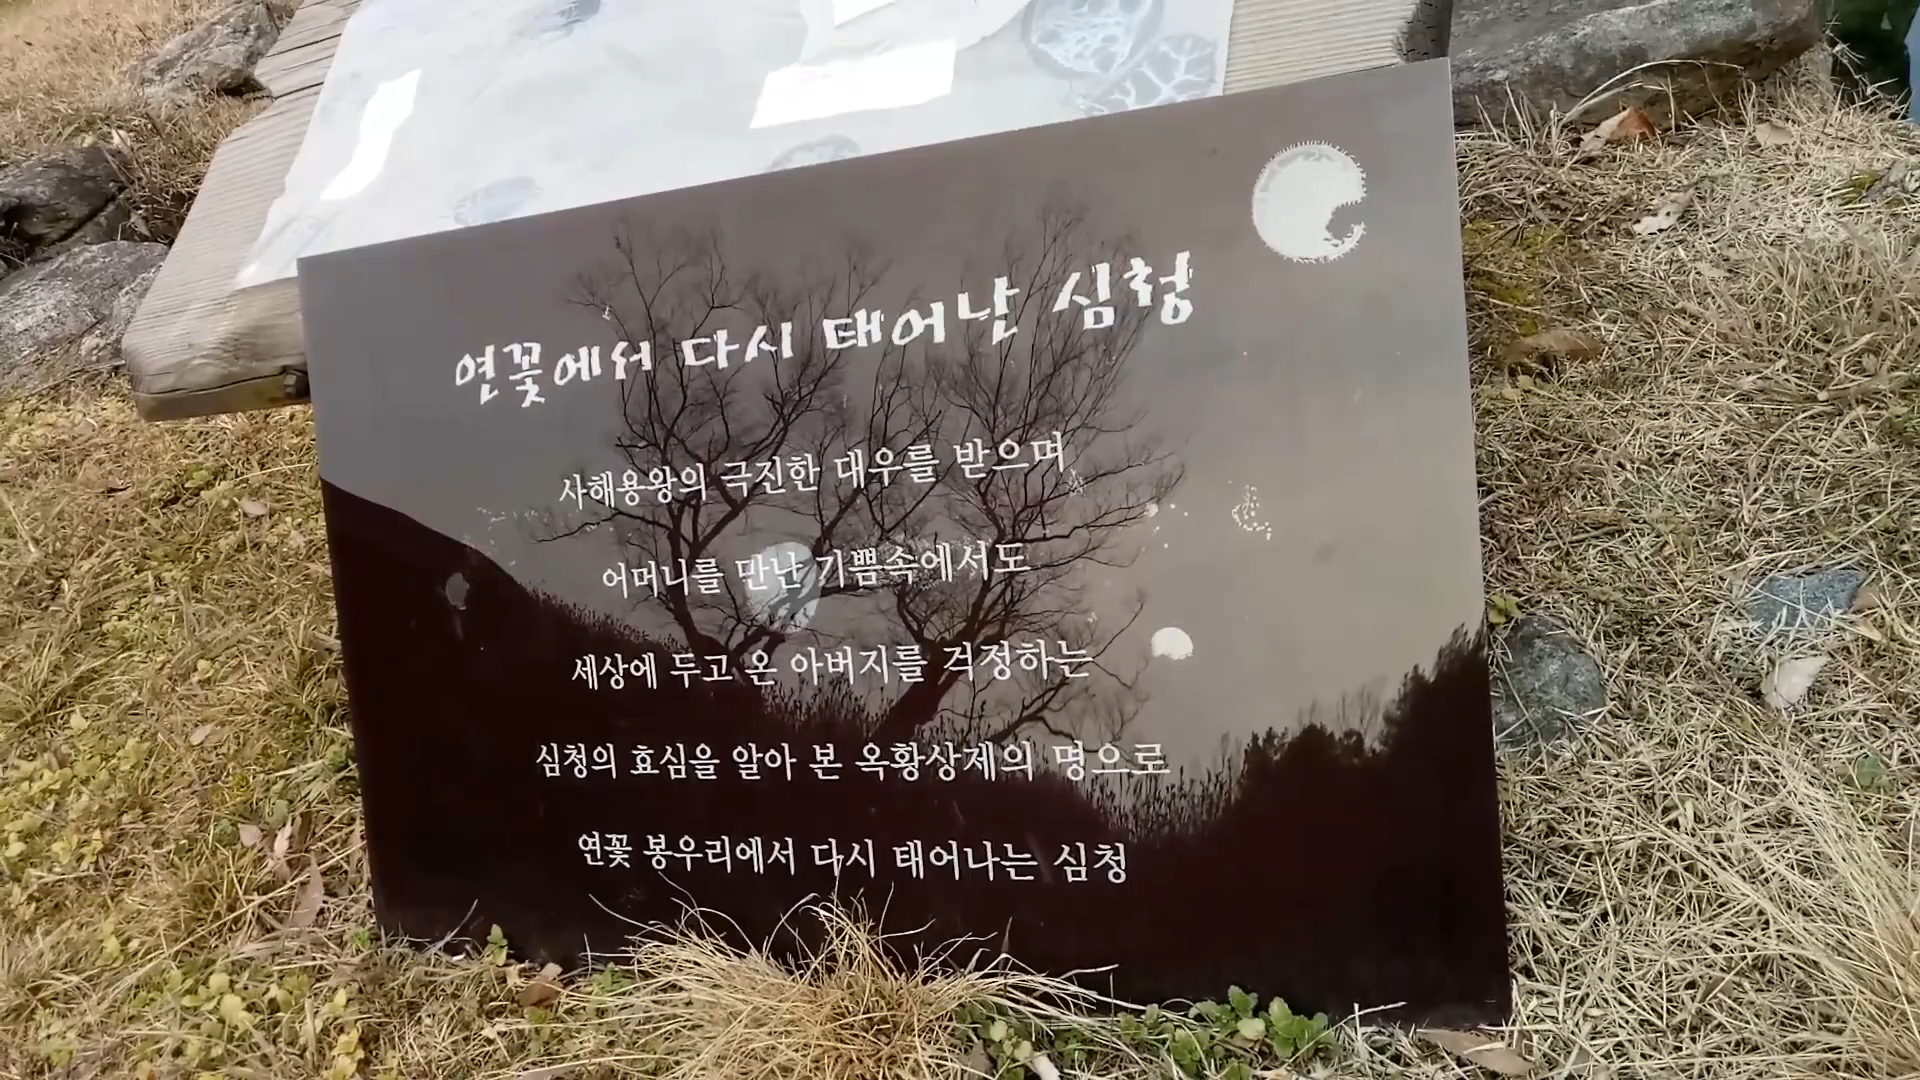 연꽃에서 다시 태어난 심청
사해용왕의 극진한 대우를 받으며
어머니를 만난 기쁨속에서도
세상에 두고 온 아버지를 걱정하는
심청의 효심을 알아 본 옥황상제의 명으로
연꽃 봉우리에서 다시 태어나는 심청